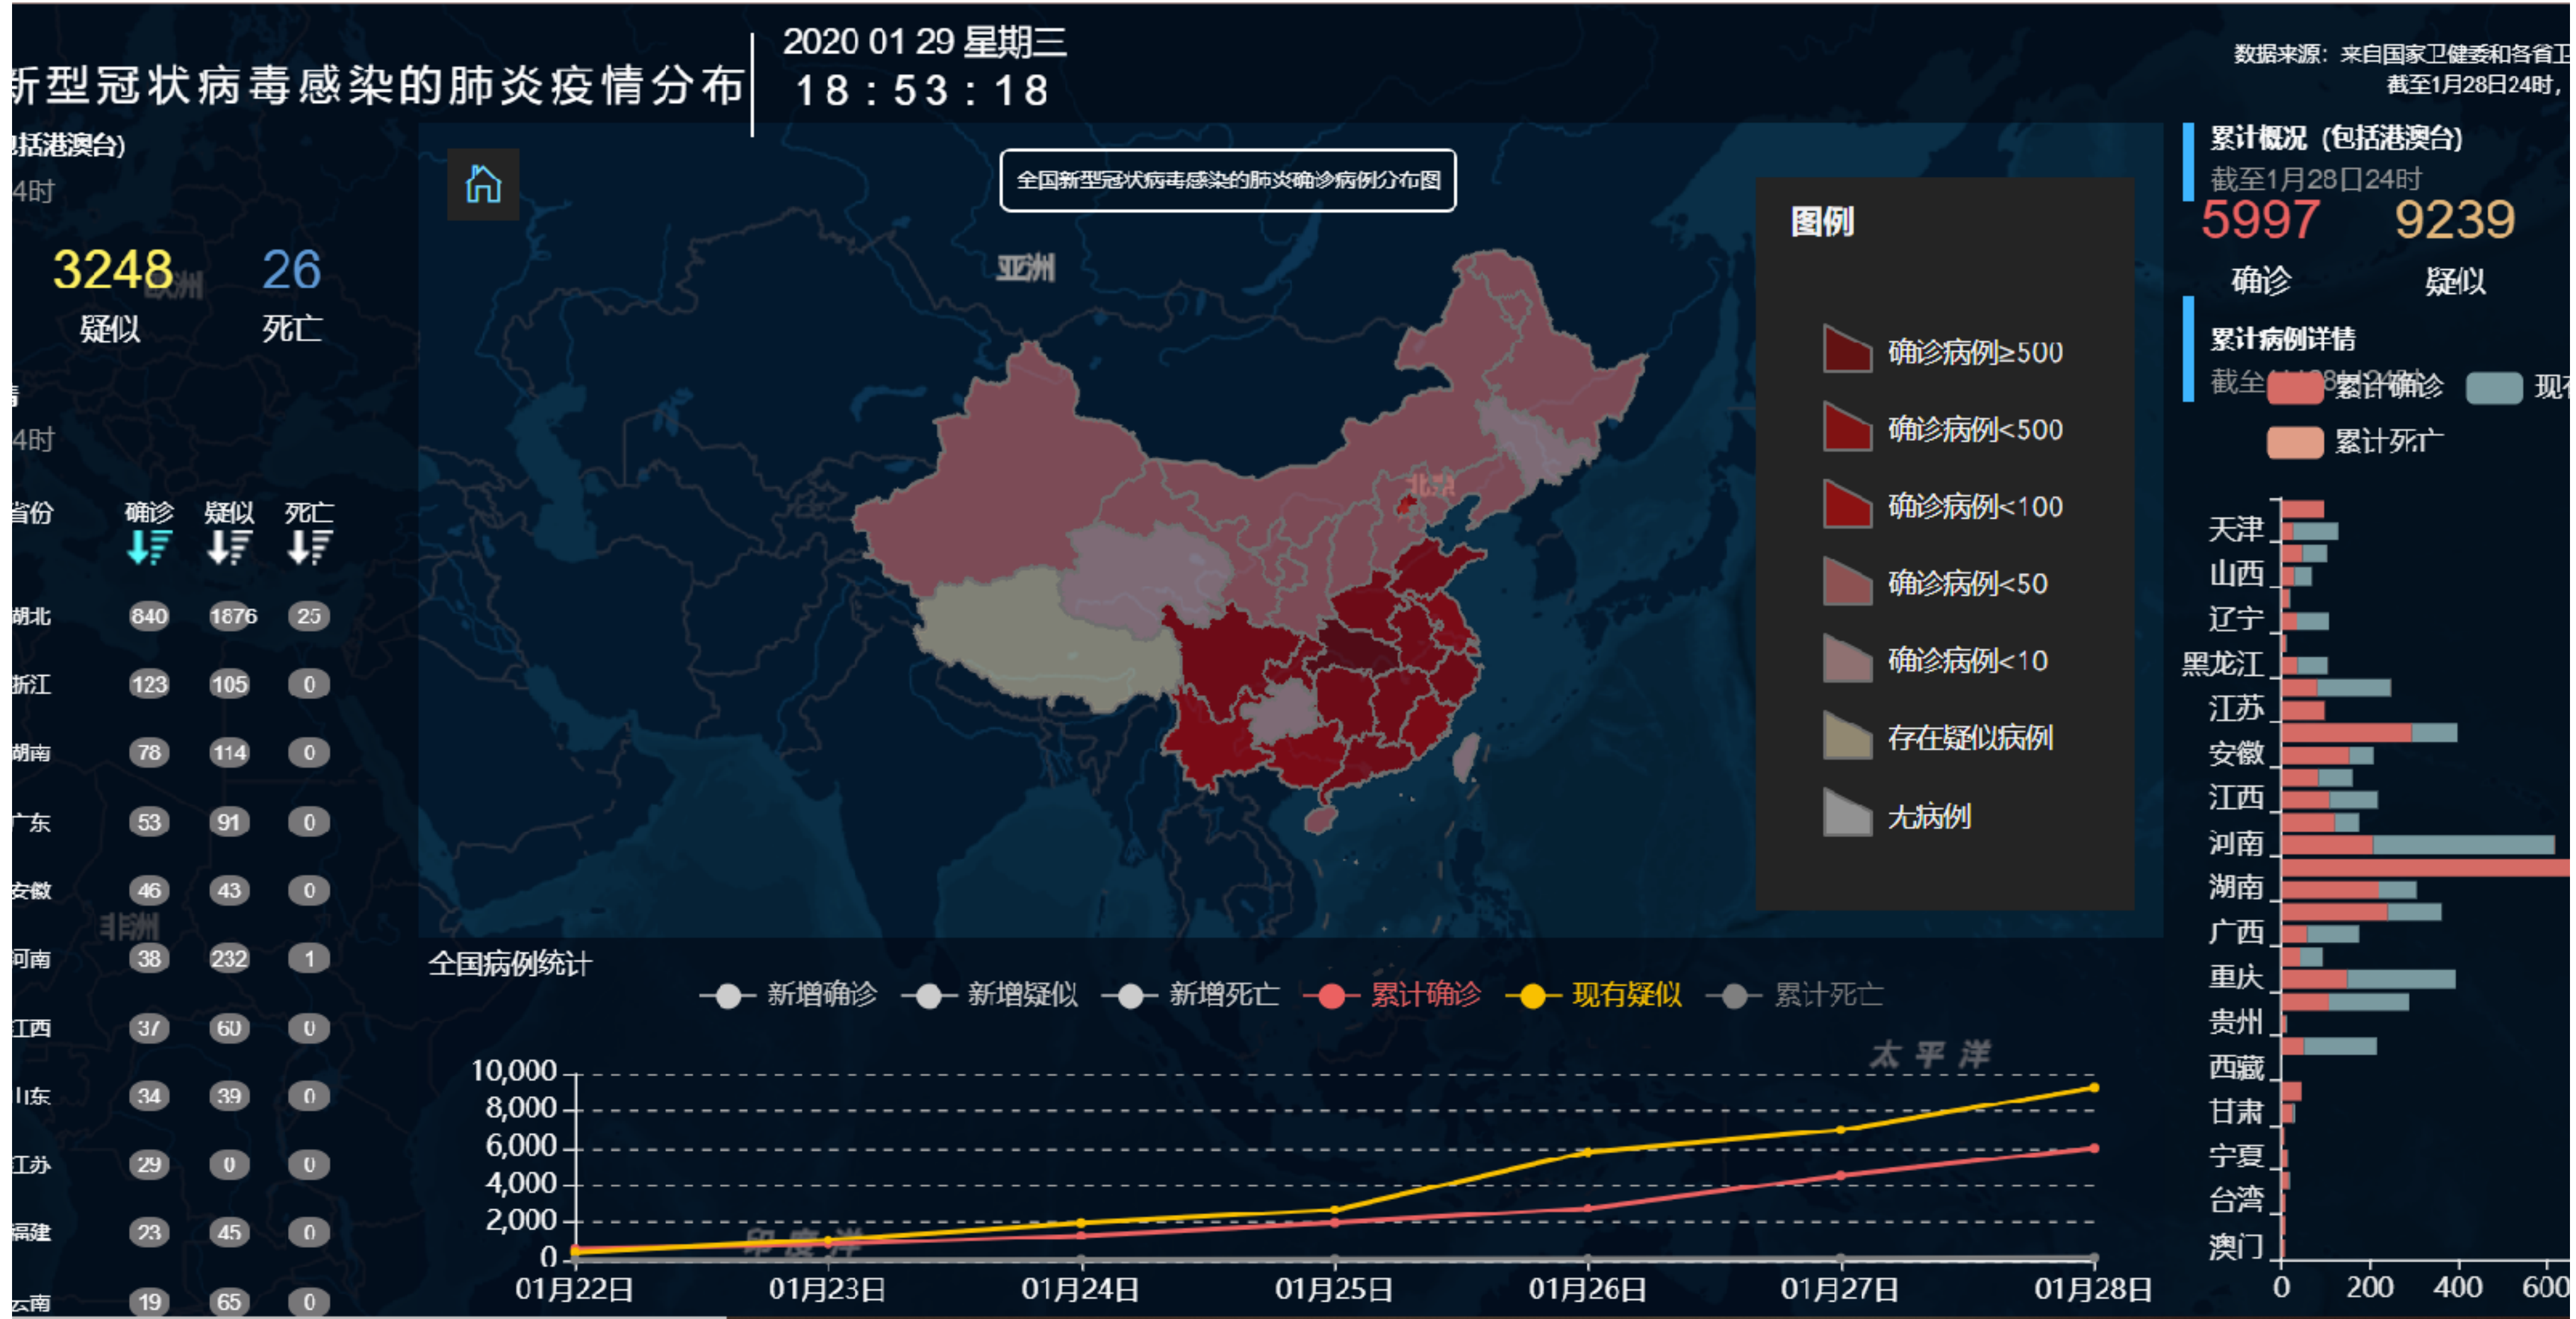 新型冠状病毒感染的肺炎疫情分布
2020 01 29 星期三
18 : 53 : 18
数据来源：来自国家卫健委和各省卫
截至1月28日24时，
包括港澳台)
4时
3248 26
疑似 死亡
4时
省份 确诊 疑似 死亡
湖北 840 1876 25
浙江 123 105 0
湖南 78 114 0
广东 53 91 0
安徽 46 43 0
河南 38 232 1
江西 37 60 0
山东 34 39 0
江苏 29 0 0
福建 23 45 0
云南 19 65 0
欧洲
非洲
全国新型冠状病毒感染的肺炎确诊病例分布图
亚洲
北京
图例
确诊病例≥500
确诊病例<500
确诊病例<100
确诊病例<50
确诊病例<10
存在疑似病例
无病例
全国病例统计
新增确诊 新增疑似 新增死亡 累计确诊 现有疑似 累计死亡
太平洋
印度洋
10,000
8,000
6,000
4,000
2,000
0
01月22日 01月23日 01月24日 01月25日 01月26日 01月27日 01月28日
累计概况（包括港澳台)
截至1月28日24时
5997 9239
确诊 疑似
累计病例详情
截至1月28日24时
累计确诊 现有
累计死亡
天津
山西
辽宁
黑龙江
江苏
安徽
江西
河南
湖南
广西
重庆
贵州
西藏
甘肃
宁夏
台湾
澳门
0 200 400 600